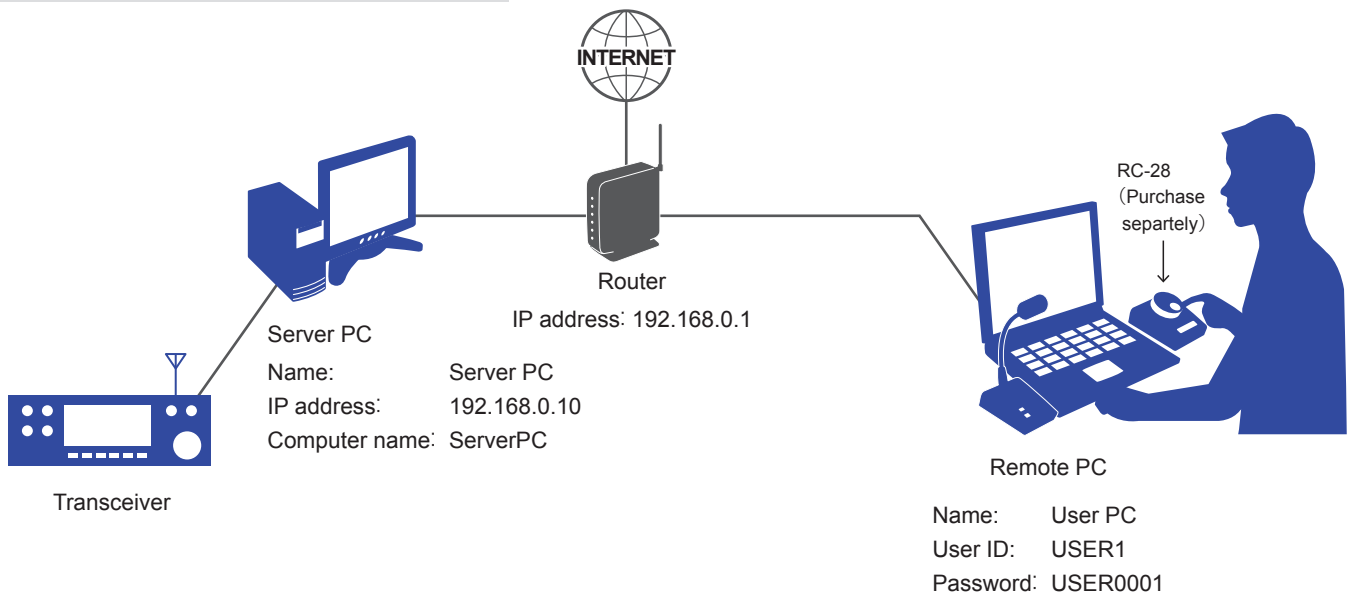 INTERNET
RC-28
（Purchase
separtely）
Router
IP address: 192.168.0.1
Server PC
Name: Server PC
IP address: 192.168.0.10
Computer name: ServerPC
Transceiver
Remote PC
Name: User PC
User ID: USER1
Password: USER0001